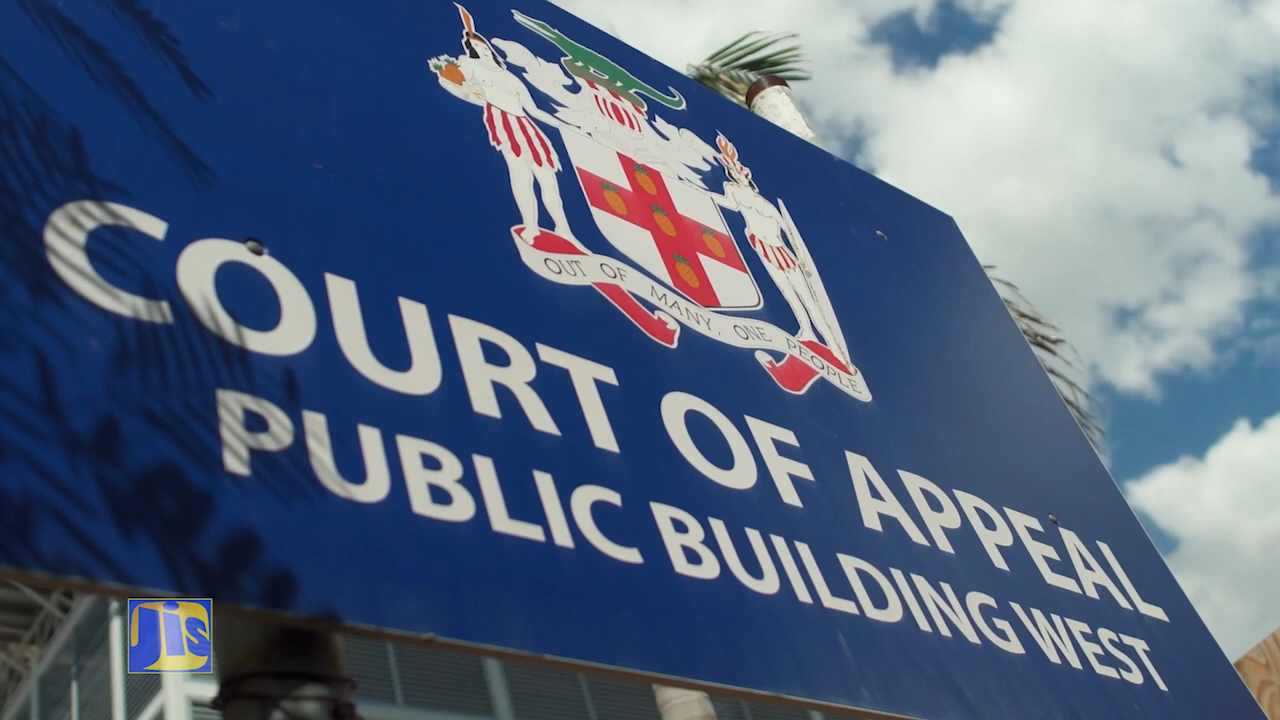 OUT OF MANY, ONE PEOPLE
COURT OF APPEAL
PUBLIC BUILDING WEST
jis